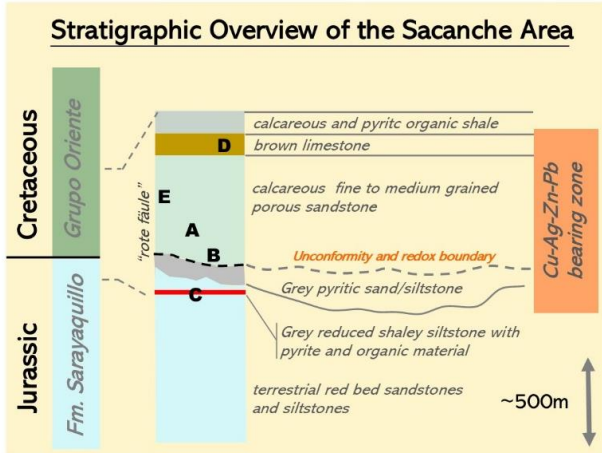 Stratigraphic Overview of the Sacanche Area
Cretaceous
Grupo Oriente
Jurassic
Fm. Sarayaquillo
"rote fäule"
D
E
A
B
C
calcareous and pyritc organic shale
brown limestone
calcareous fine to medium grained
porous sandstone
Unconformity and redox boundary
Grey pyritic sand/siltstone
Grey reduced shaley siltstone with
pyrite and organic material
terrestrial red bed sandstones
and siltstones
Cu-Ag-Zn-Pb
bearing zone
~500m